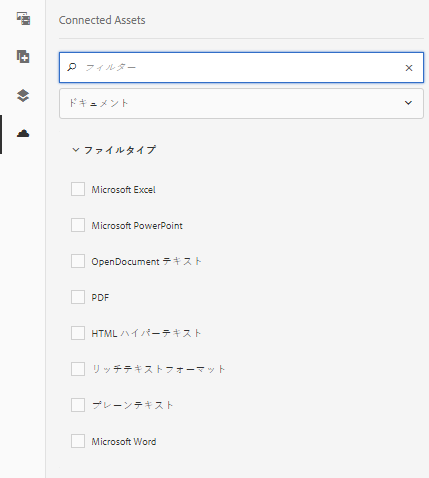 Connected Assets
フィルター
ドキュメント
ファイルタイプ
Microsoft Excel
Microsoft PowerPoint
OpenDocument テキスト
PDF
HTML ハイパーテキスト
リッチテキストフォーマット
プレーンテキスト
Microsoft Word